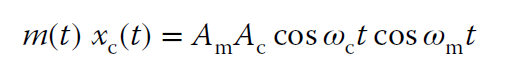 m(t) x_c(t) = A_m A_c cos ω_c t cos ω_m t